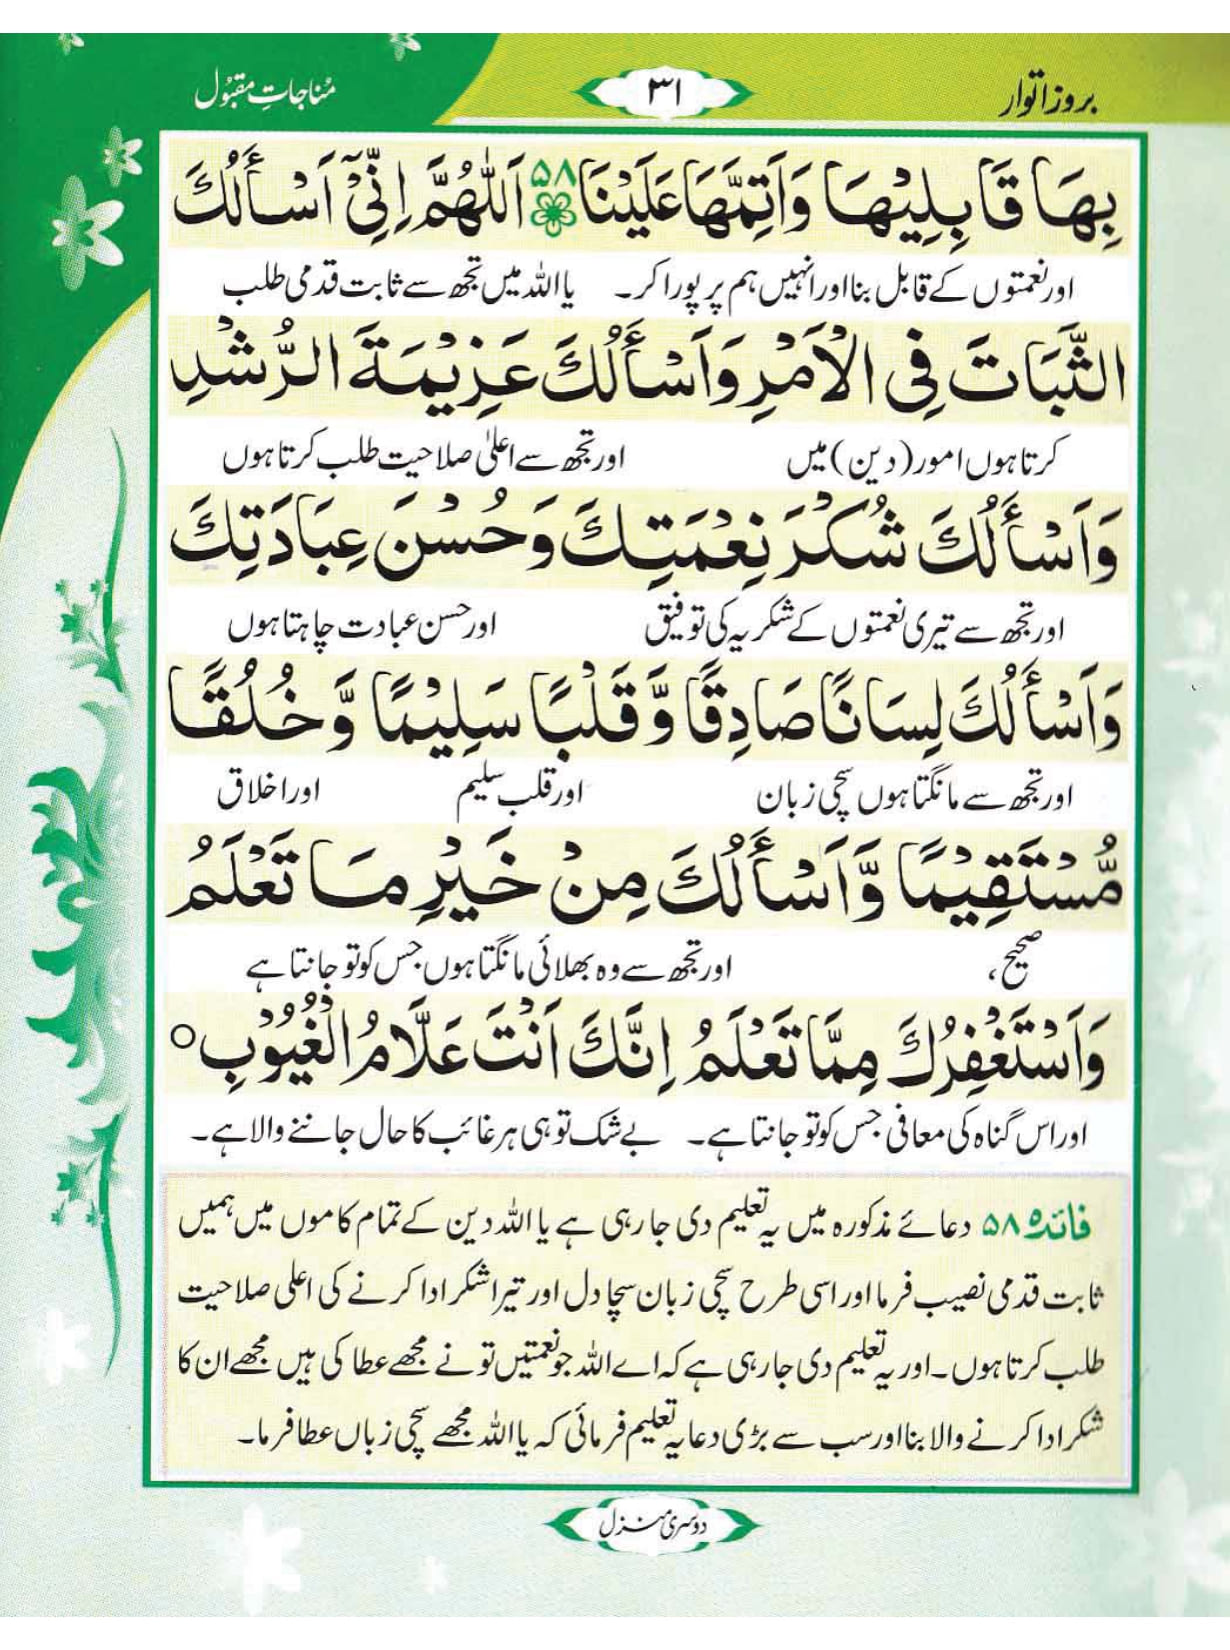 بروز اتوار
۳۱
مُناجاتِ مقبُول
بِهَا قَابِلِيْهَا وَاَتِمَّهَا عَلَيْنَا ۵۸ اَللّٰهُمَّ اِنِّیْٓ اَسْأَلُكَ
اور نعمتوں کے قابل بنا اور انہیں ہم پر پورا کر۔ یا اللہ میں تجھ سے ثابت قدمی طلب
الثَّبَاتَ فِی الْاَمْرِ وَاَسْأَلُكَ عَزِيْمَةَ الرُّشْدِ
کرتا ہوں امور (دین) میں اور تجھ سے اعلیٰ صلاحیت طلب کرتا ہوں
وَاَسْأَلُكَ شُكْرَ نِعْمَتِكَ وَحُسْنَ عِبَادَتِكَ
اور تجھ سے تیری نعمتوں کے شکریہ کی توفیق اور حسن عبادت چاہتا ہوں
وَاَسْأَلُكَ لِسَانًا صَادِقًا وَّقَلْبًا سَلِيْمًا وَّخُلُقًا
اور تجھ سے مانگتا ہوں سچی زبان اور قلب سلیم اور اخلاق
مُّسْتَقِيْمًا وَّاَسْأَلُكَ مِنْ خَيْرِ مَا تَعْلَمُ
صحیح، اور تجھ سے وہ بھلائی مانگتا ہوں جس کو تو جانتا ہے
وَاَسْتَغْفِرُكَ مِمَّا تَعْلَمُ اِنَّكَ اَنْتَ عَلَّامُ الْغُيُوْبِ ○
اور اس گناہ کی معافی جس کو تو جانتا ہے۔ بے شک تو ہی ہر غائب کا حال جاننے والا ہے۔
فائدہ ۵۸ دعائے مذکورہ میں یہ تعلیم دی جا رہی ہے یا اللہ دین کے تمام کاموں میں ہمیں
ثابت قدمی نصیب فرما اور اسی طرح سچی زبان سچا دل اور تیرا شکر ادا کرنے کی اعلی صلاحیت
طلب کرتا ہوں۔ اور یہ تعلیم دی جا رہی ہے کہ اے اللہ جو نعمتیں تو نے مجھے عطا کی ہیں مجھے ان کا
شکر ادا کرنے والا بنا اور سب سے بڑی دعا یہ تعلیم فرمائی کہ یا اللہ مجھے سچی زباں عطا فرما۔
دوسری منزل